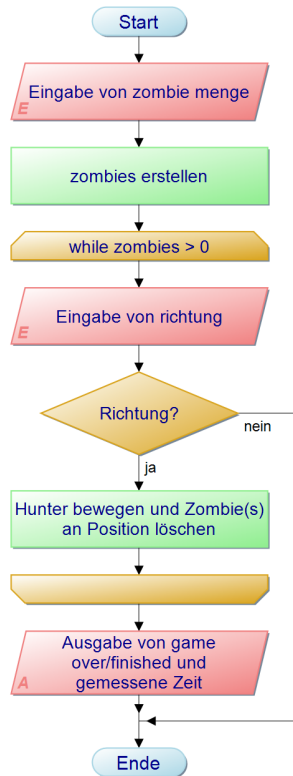 Start
Eingabe von zombie menge
E
zombies erstellen
while zombies > 0
Eingabe von richtung
E
Richtung?
nein
ja
Hunter bewegen und Zombie(s)
an Position löschen
Ausgabe von game
over/finished und
gemessene Zeit
A
Ende